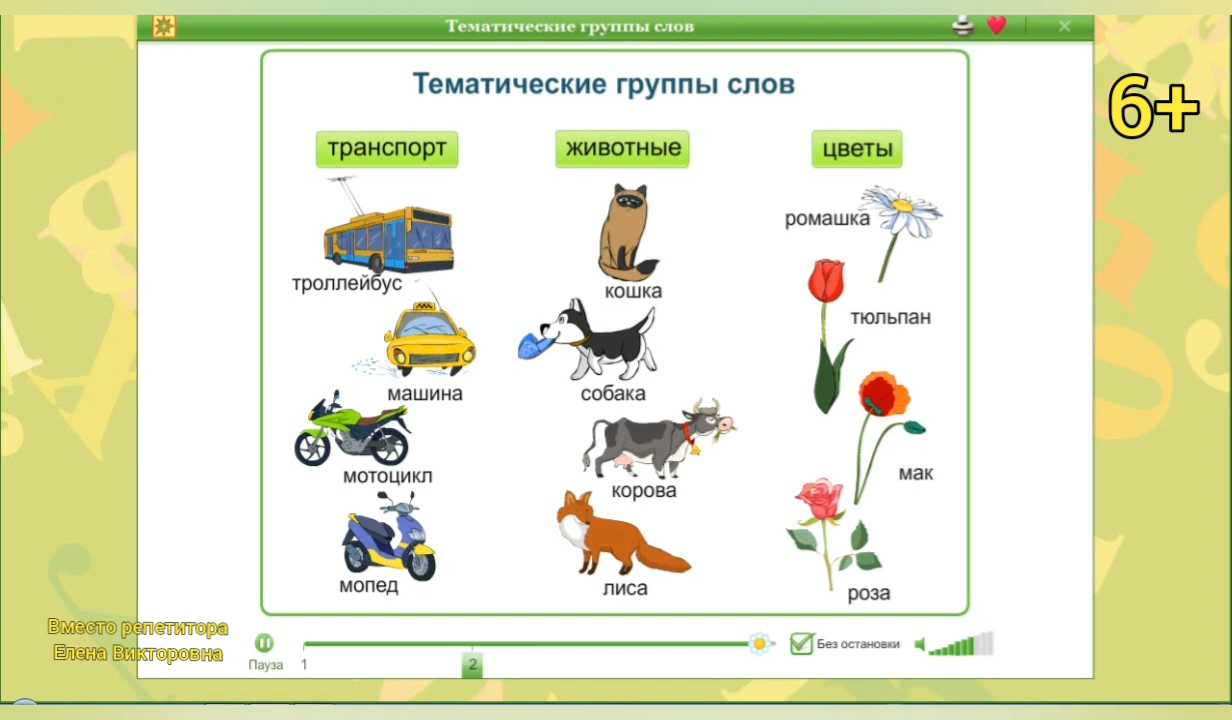 Тематические группы слов
6+
Тематические группы слов
транспорт
животные
цветы
троллейбус
машина
мотоцикл
мопед
кошка
собака
корова
лиса
ромашка
тюльпан
мак
роза
Вместо репетитора
Елена Викторовна
Пауза
1
2
Без остановки